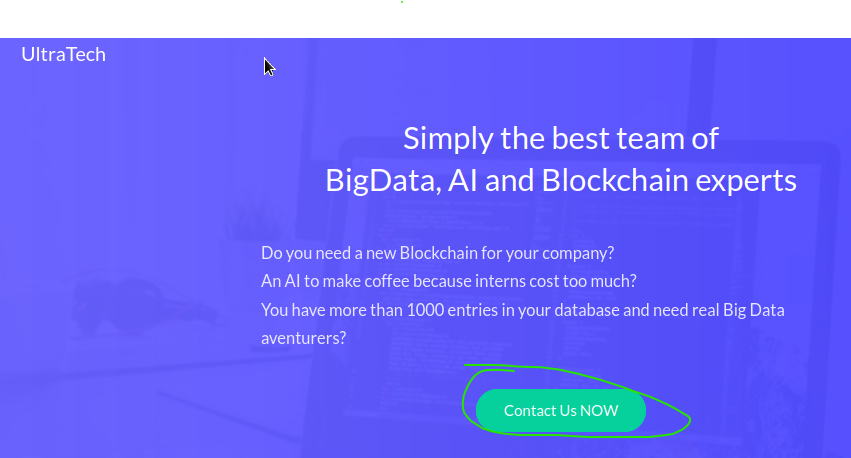 UltraTech
Simply the best team of
BigData, AI and Blockchain experts
Do you need a new Blockchain for your company?
An AI to make coffee because interns cost too much?
You have more than 1000 entries in your database and need real Big Data
aventurers?
Contact Us NOW